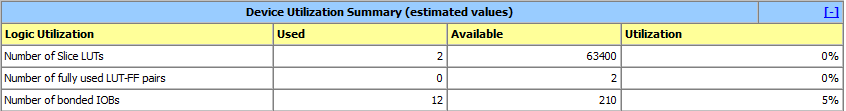 Device Utilization Summary (estimated values) [-]
Logic Utilization Used Available Utilization
Number of Slice LUTs 2 63400 0%
Number of fully used LUT-FF pairs 0 2 0%
Number of bonded IOBs 12 210 5%